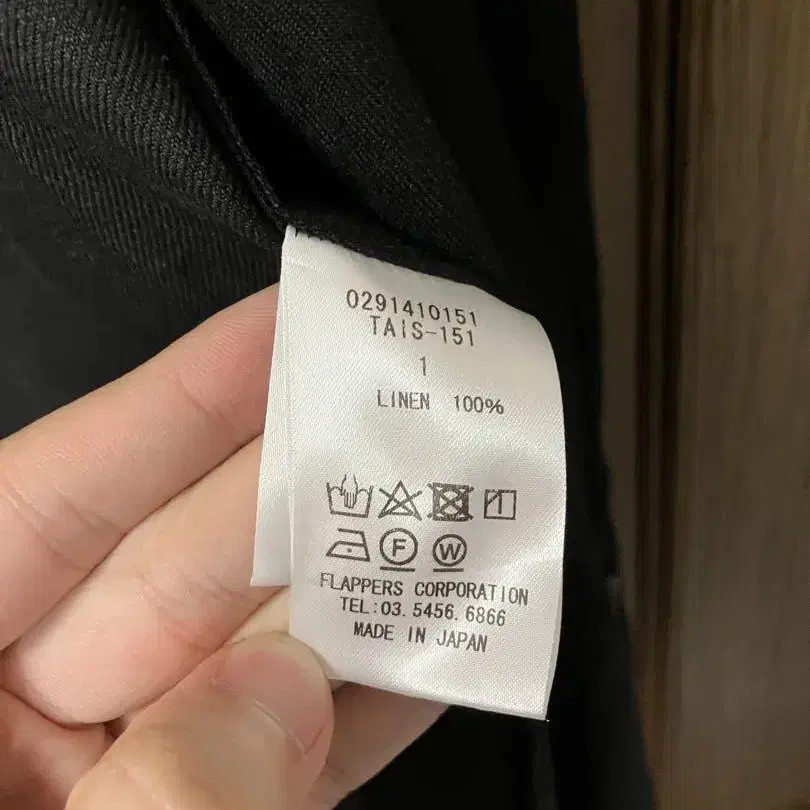 0291410151
TAIS-151
1
LINEN 100%
F W
FLAPPERS CORPORATION
TEL:03.5456.6866
MADE IN JAPAN